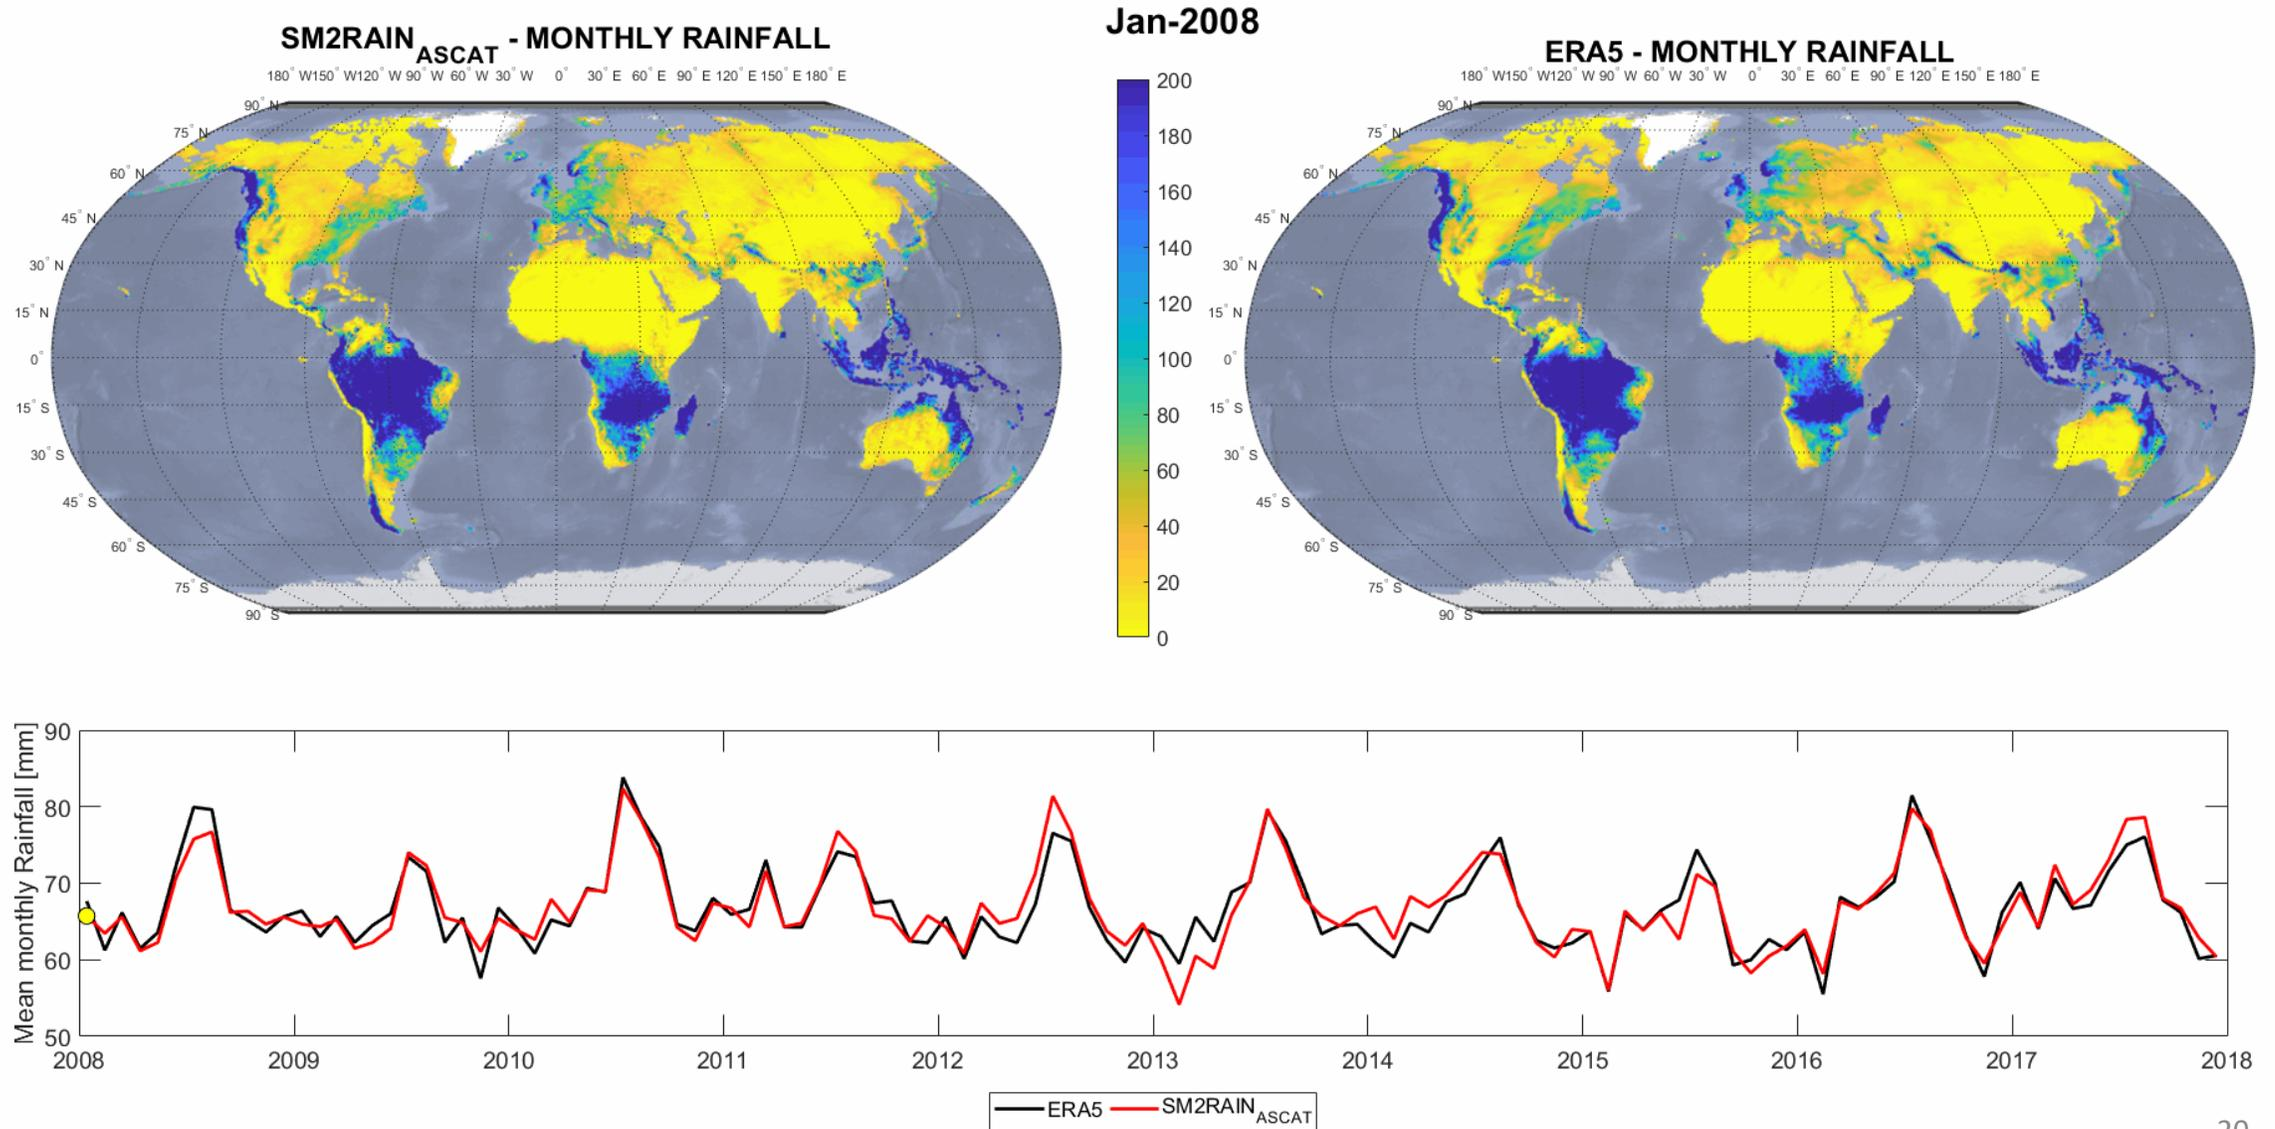 Jan-2008
SM2RAIN ASCAT - MONTHLY RAINFALL
180° W150° W120° W 90° W 60° W 30° W 0° 30° E 60° E 90° E 120° E 150° E 180° E
90° N
75° N
60° N
45° N
30° N
15° N
0°
15° S
30° S
45° S
60° S
75° S
90° S
200
180
160
140
120
100
80
60
40
20
0
ERA5 - MONTHLY RAINFALL
180° W150° W120° W 90° W 60° W 30° W 0° 30° E 60° E 90° E 120° E 150° E 180° E
90° N
75° N
60° N
45° N
30° N
15° N
0°
15° S
30° S
45° S
60° S
75° S
90° S
Mean monthly Rainfall [mm]
90
80
70
60
50
2008 2009 2010 2011 2012 2013 2014 2015 2016 2017 2018
ERA5 SM2RAIN ASCAT